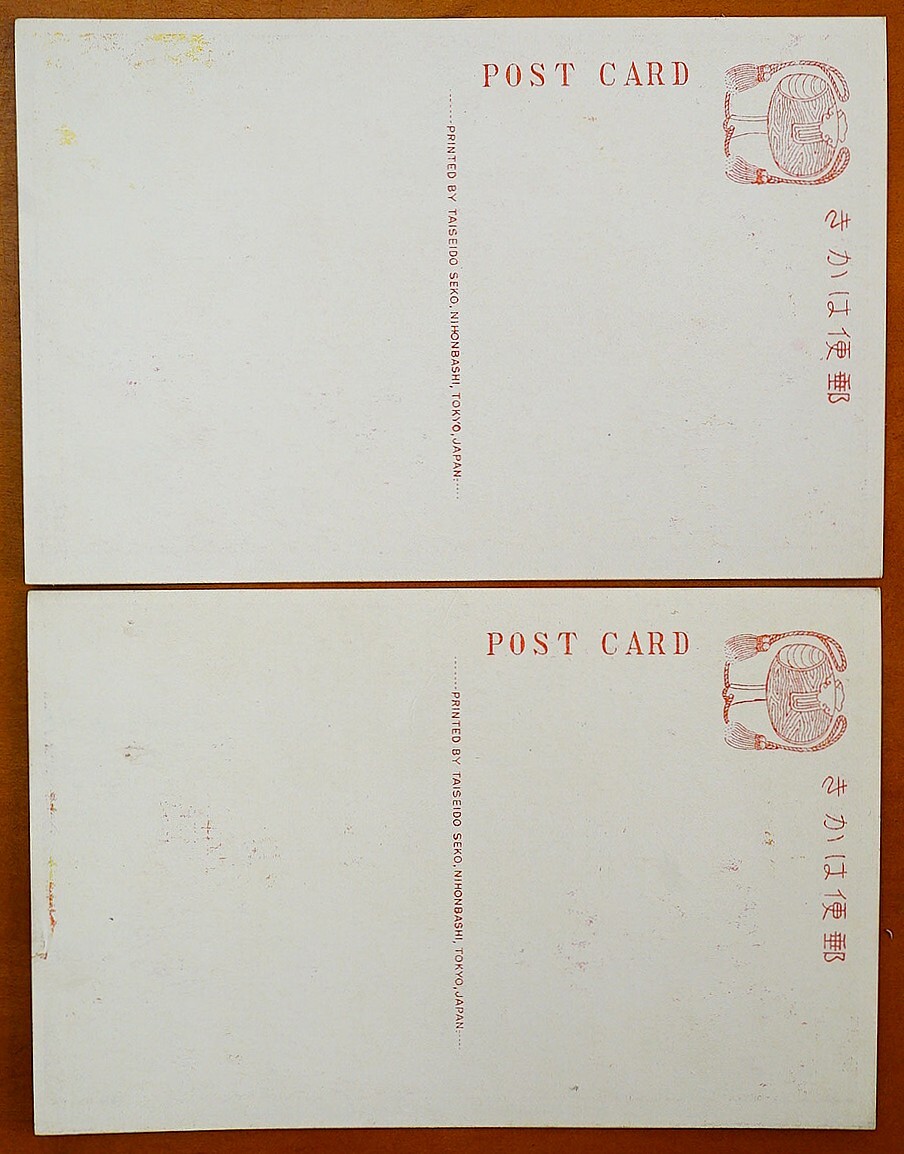 POST CARD
PRINTED BY TAISEIDO SEKO, NIHONBASHI, TOKYO, JAPAN.
きかは便郵
POST CARD
PRINTED BY TAISEIDO SEKO, NIHONBASHI, TOKYO, JAPAN.
きかは便郵